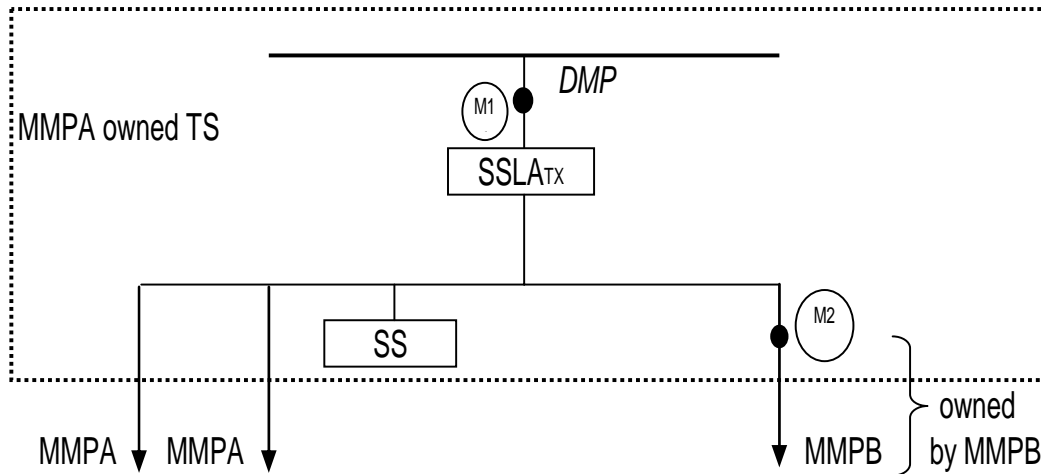 DMP
M1
MMPA owned TS
SSLATX
M2
SS
owned
MMPA MMPA MMPB by MMPB